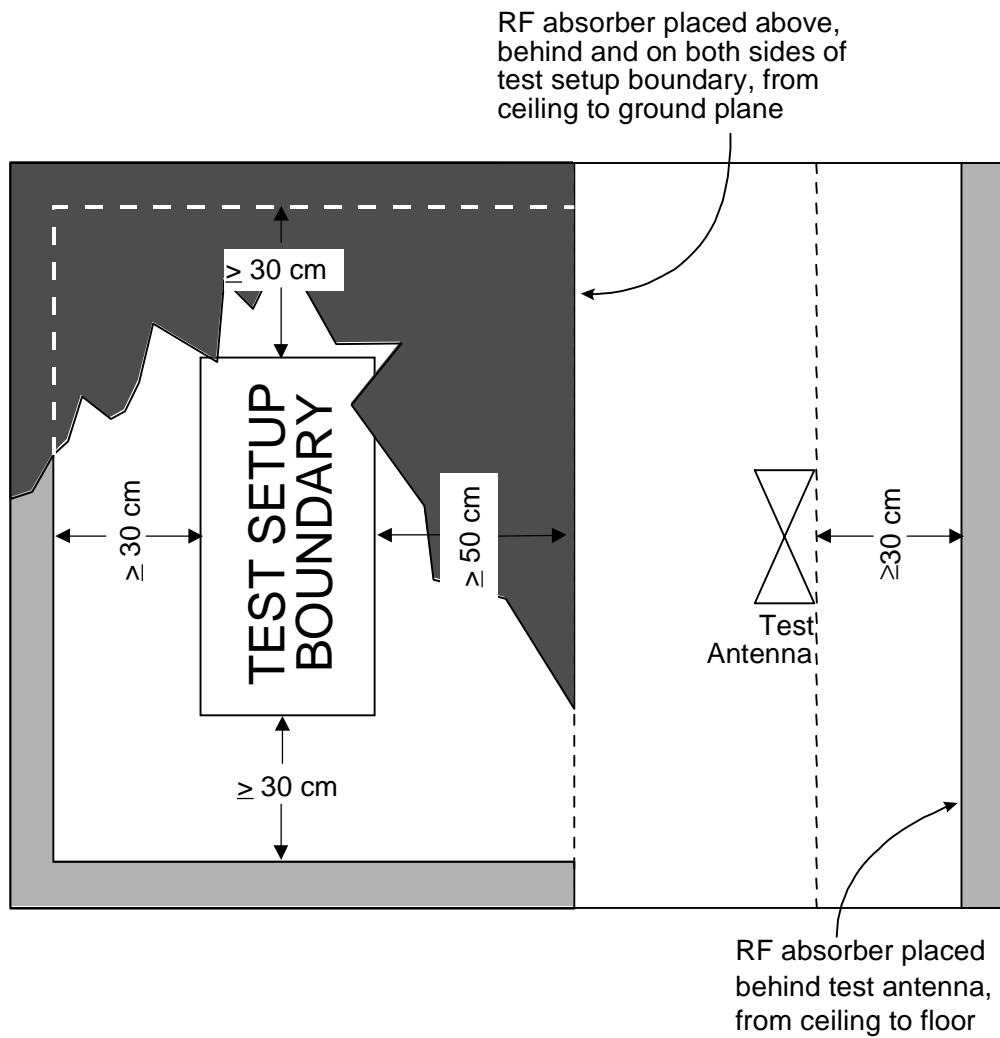 RF absorber placed above,
behind and on both sides of
test setup boundary, from
ceiling to ground plane
≥ 30 cm
TEST SETUP
BOUNDARY
≥ 30 cm
≥ 50 cm
≥30 cm
Test
Antenna
≥ 30 cm
RF absorber placed
behind test antenna,
from ceiling to floor